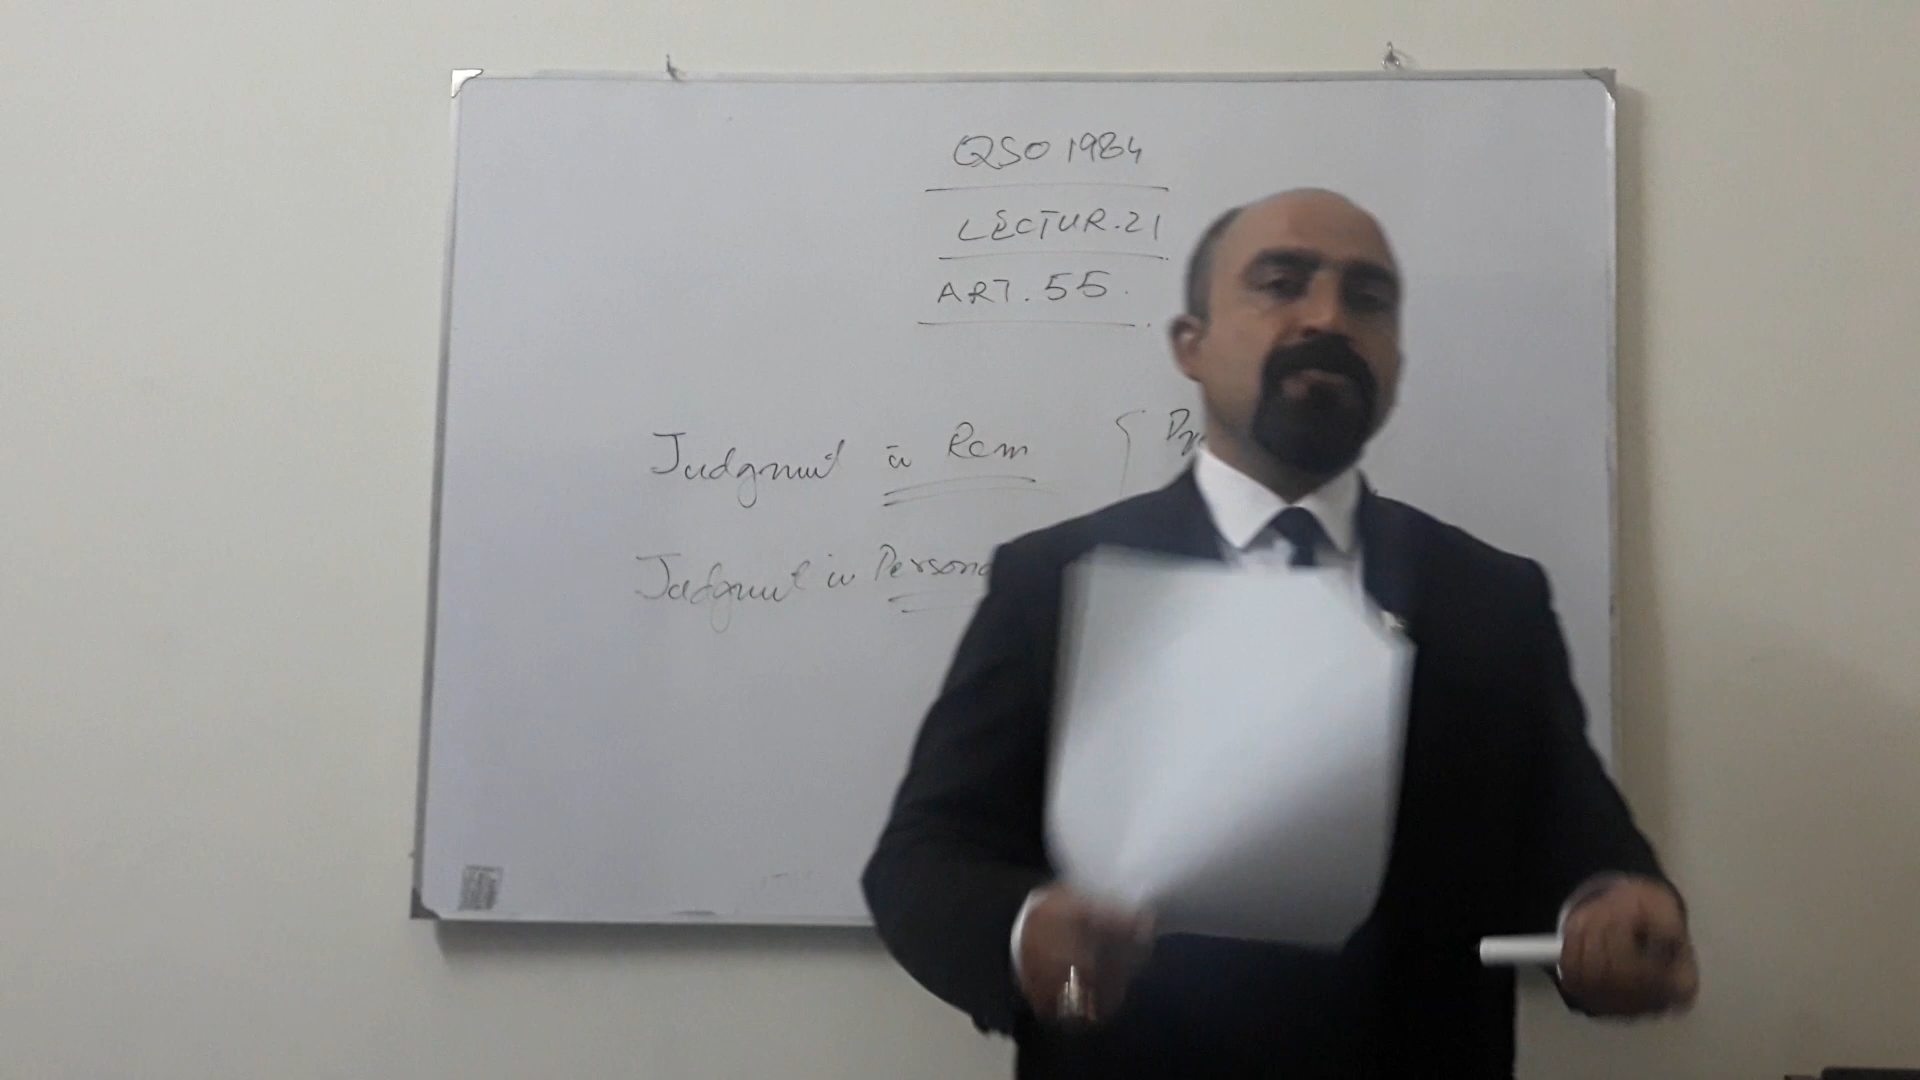 QSO 1984
LECTUR.21
ART. 55.
Judgment in Rem
Judgment in Persona